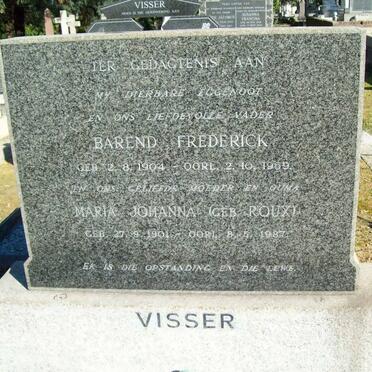 VISSER
TER GEDAGTENIS AAN
MY DIERBARE EGGENOOT
EN ONS LIEFDEVOLLE VADER
BAREND FREDERICK
GEB. 2.8.1904 - OORL. 2.10.1969.
EN ONS GELIEFDE MOEDER EN OUMA
MARIA JOHANNA (GEB. ROUX)
GEB. 27.9.1901 - OORL. 8.5.1987.
EK IS DIE OPSTANDING EN DIE LEWE.
VISSER